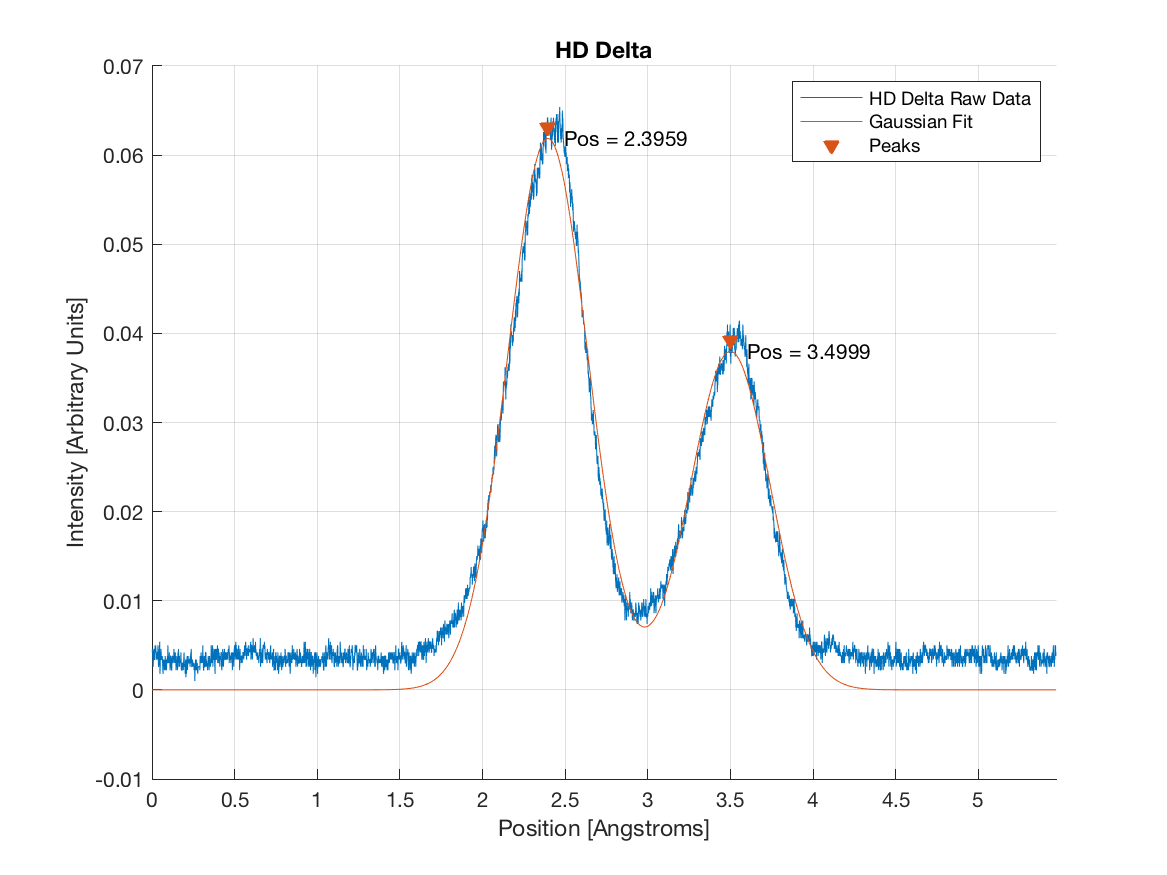 HD Delta
0.07
0.06
0.05
0.04
0.03
0.02
0.01
0
-0.01
Intensity [Arbitrary Units]
HD Delta Raw Data
Gaussian Fit
Peaks
Pos = 2.3959
Pos = 3.4999
0 0.5 1 1.5 2 2.5 3 3.5 4 4.5 5
Position [Angstroms]